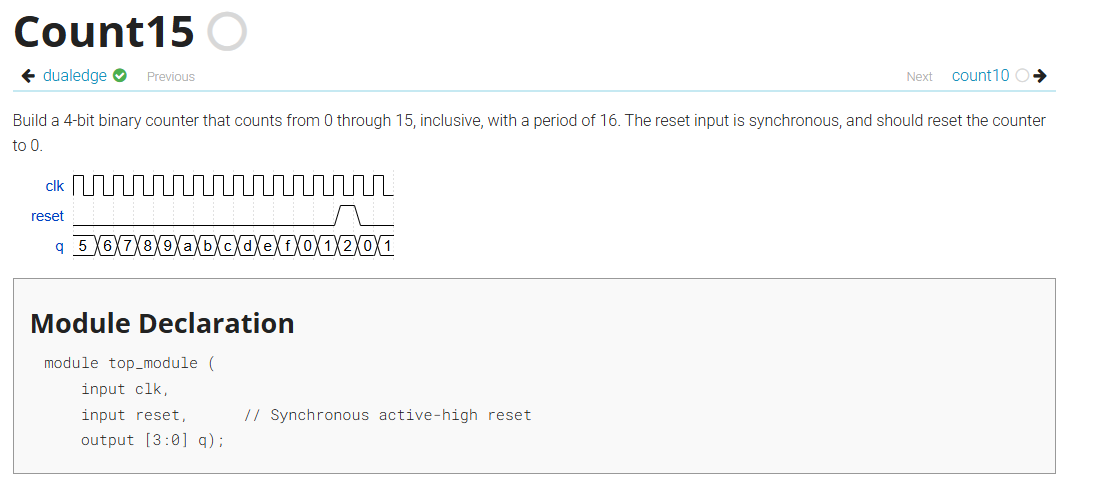 Count15
dualedge Previous Next count10
Build a 4-bit binary counter that counts from 0 through 15, inclusive, with a period of 16. The reset input is synchronous, and should reset the counter
to 0.
clk
reset
q 5 6 7 8 9 a b c d e f 0 1 2 0 1
Module Declaration
module top_module (
input clk,
input reset, // Synchronous active-high reset
output [3:0] q);